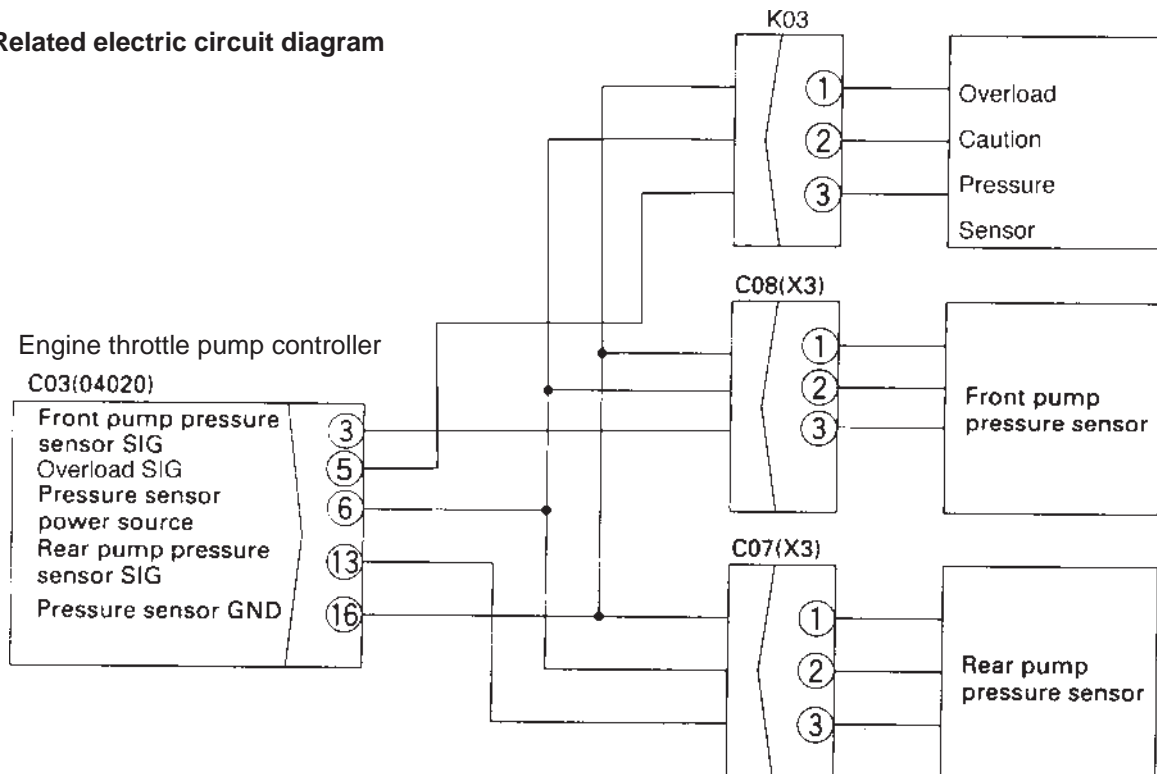 Related electric circuit diagram
K03
1
2
3
Overload
Caution
Pressure
Sensor
C08(X3)
1
2
3
Front pump
pressure sensor
Engine throttle pump controller
C03(04020)
Front pump pressure
sensor SIG
3
Overload SIG
5
Pressure sensor
power source
6
Rear pump pressure
sensor SIG
13
Pressure sensor GND
16
C07(X3)
1
2
3
Rear pump
pressure sensor